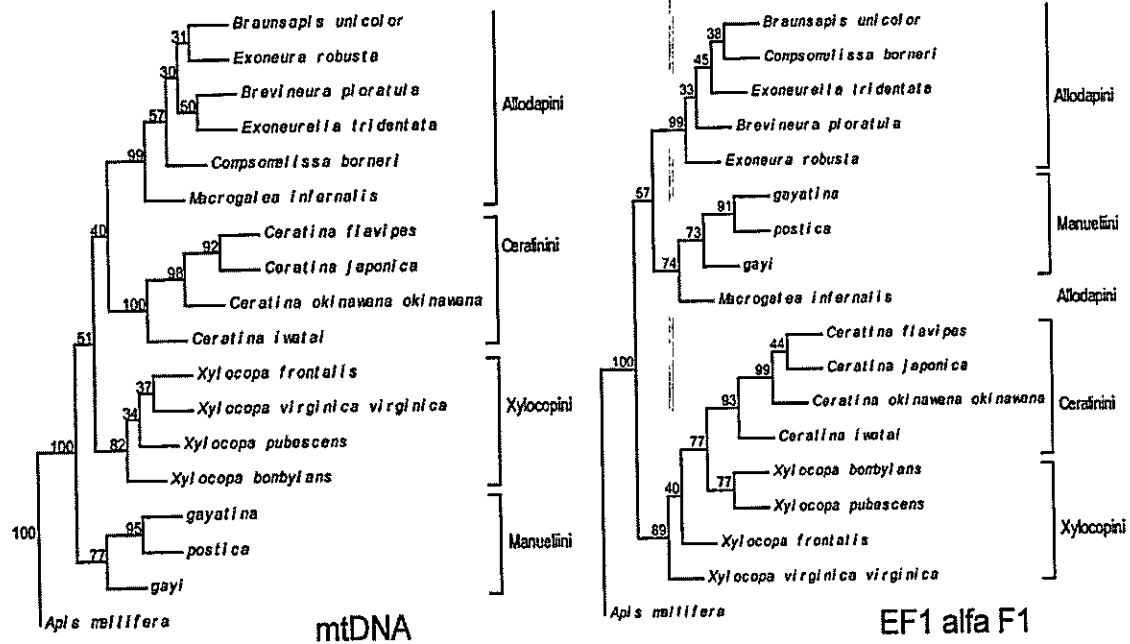 31
Braunsapis unicolor
Exoneura robusta
30
50
Brevineura ploratula
Exoneurella tridentata
57
Compsomelissa borneri
99
Macrogalea infernalis
Allodapini
40
92
Ceratina flavipes
Ceratina japonica
98
Ceratina okinawana okinawana
100
Ceratina iwatai
Ceratinini
51
37
Xylocopa frontalis
Xylocopa virginica virginica
34
Xylocopa pubescens
82
Xylocopa bombylans
Xylocopini
100
95
gayatina
postica
77
gayi
Manueliini
100
Apis mellifera
mtDNA
38
Braunsapis unicolor
Compsomelissa borneri
45
Exoneurella tridentata
33
Brevineura ploratula
99
Exoneura robusta
Allodapini
57
91
gayatina
postica
73
gayi
Manueliini
74
Macrogalea infernalis
Allodapini
100
44
Ceratina flavipes
Ceratina japonica
99
Ceratina okinawana okinawana
93
Ceratina iwatai
Ceratinini
77
77
Xylocopa bombylans
Xylocopa pubescens
40
Xylocopa frontalis
89
Xylocopa virginica virginica
Xylocopini
Apis mellifera
EF1 alfa F1